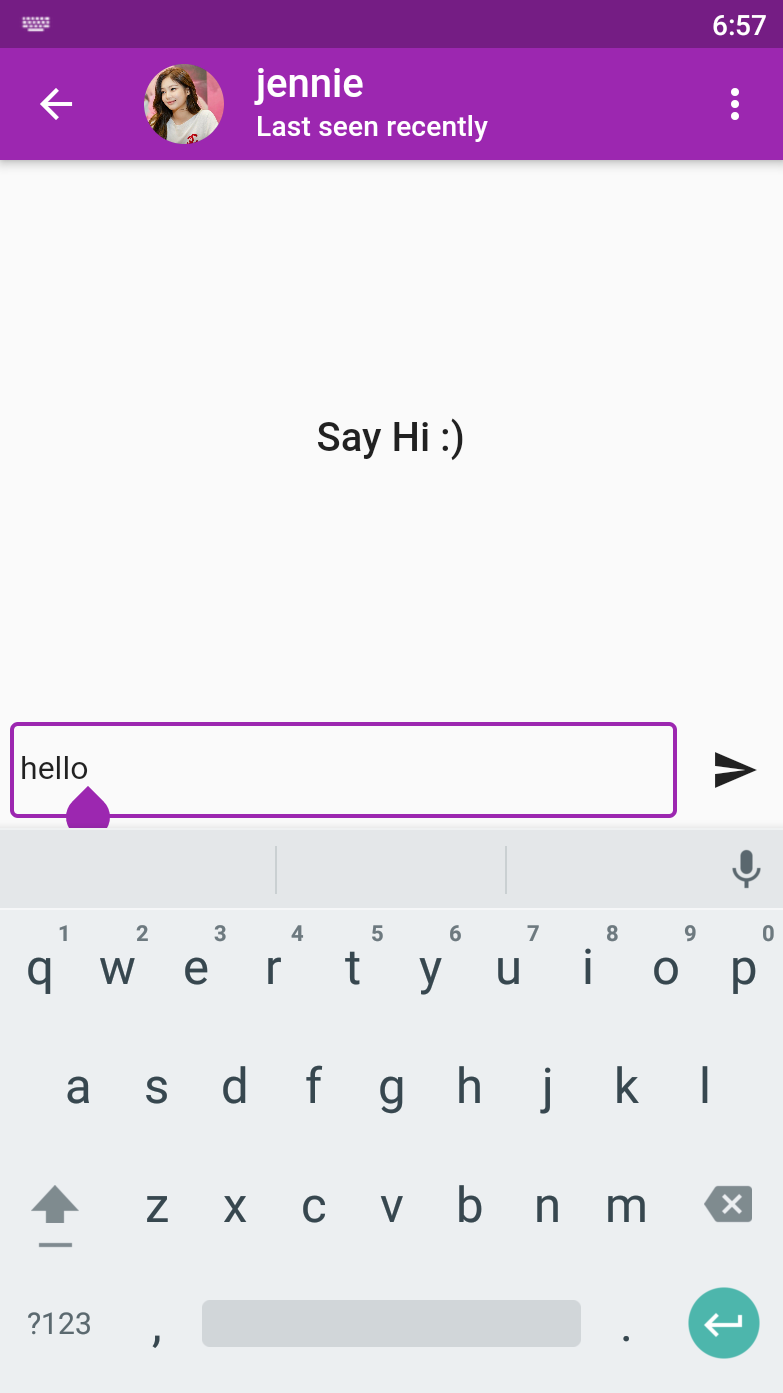 6:57
jennie
Last seen recently
Say Hi :)
hello
1 2 3 4 5 6 7 8 9 0
q w e r t y u i o p
a s d f g h j k l
z x c v b n m
?123 , .